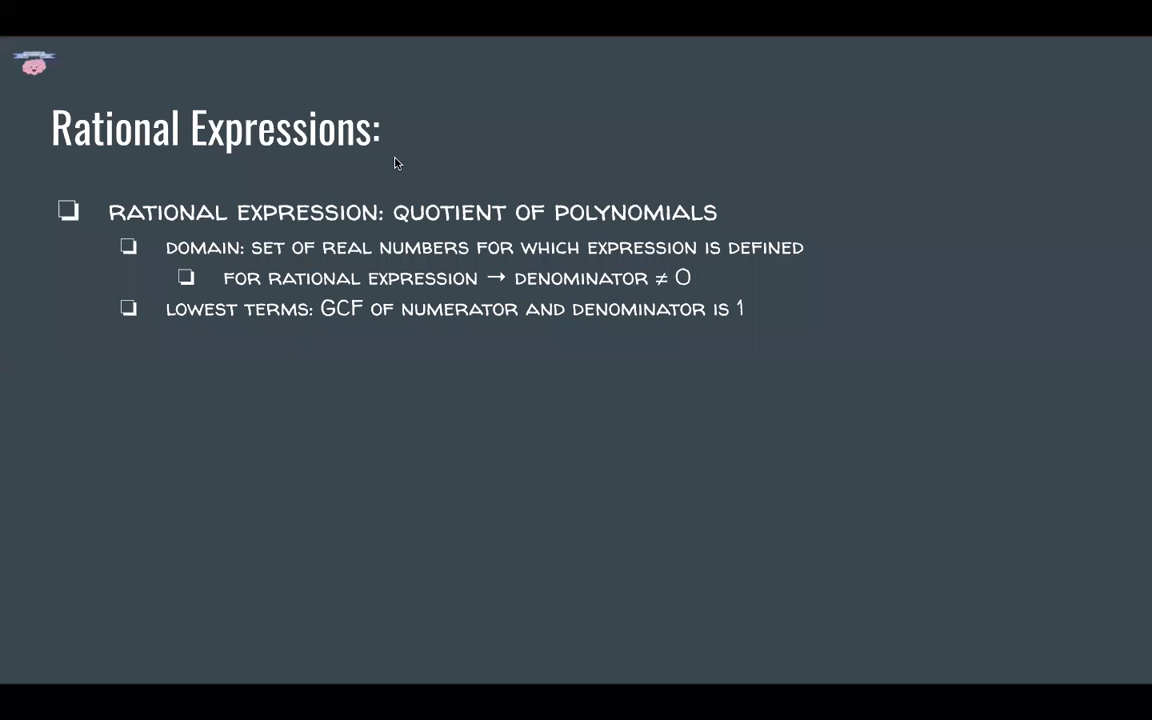 Rational Expressions:
❏ RATIONAL EXPRESSION: QUOTIENT OF POLYNOMIALS
❏ DOMAIN: SET OF REAL NUMBERS FOR WHICH EXPRESSION IS DEFINED
❏ FOR RATIONAL EXPRESSION → DENOMINATOR ≠ 0
❏ LOWEST TERMS: GCF OF NUMERATOR AND DENOMINATOR IS 1